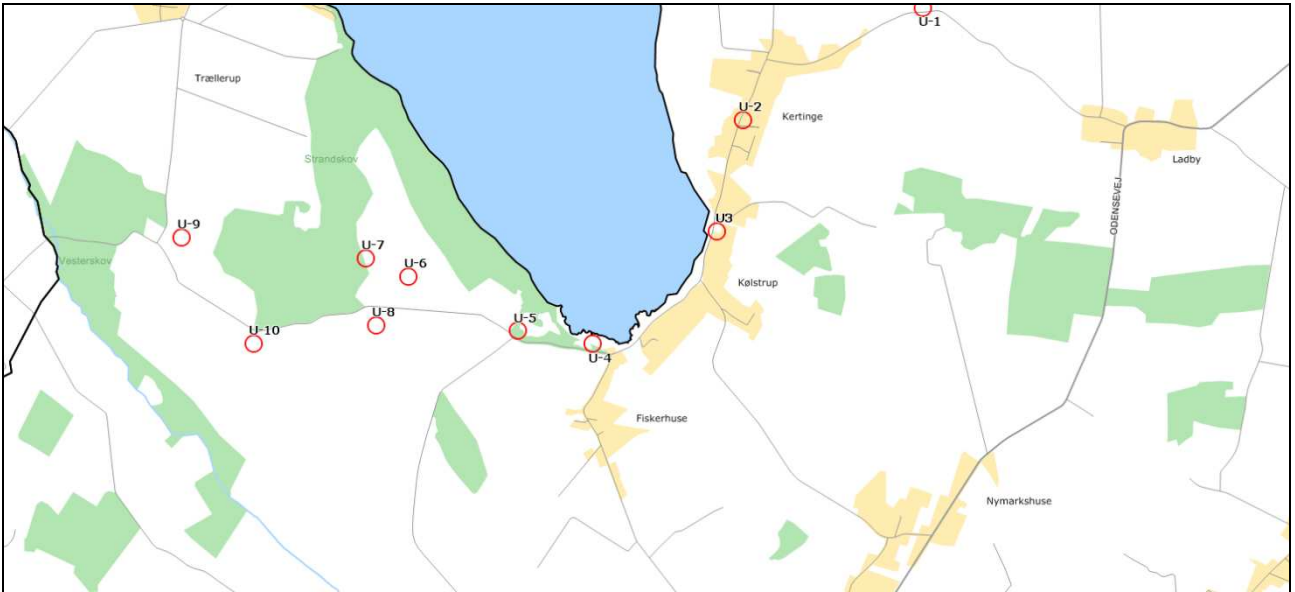 U-1
Trællerup
U-2
Kertinge
Strandskov
Ladby
ODENSEVEJ
U-9
U3
U-7
Vesterskov
U-6
Kølstrup
U-8
U-5
U-10
U-4
Fiskerhuse
Nymarkshuse